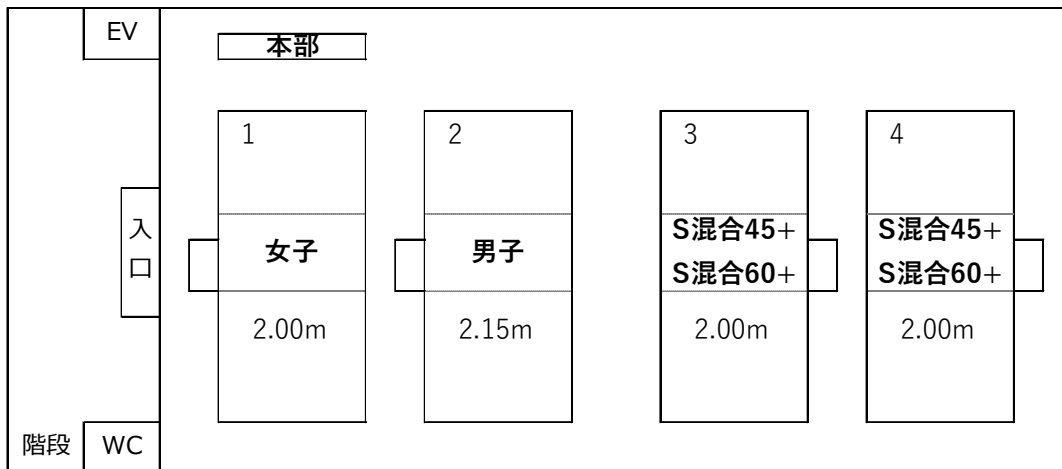 EV
本部
1
2
3
4
入
口
女子
男子
S混合45+
S混合60+
S混合45+
S混合60+
2.00m
2.15m
2.00m
2.00m
階段
WC